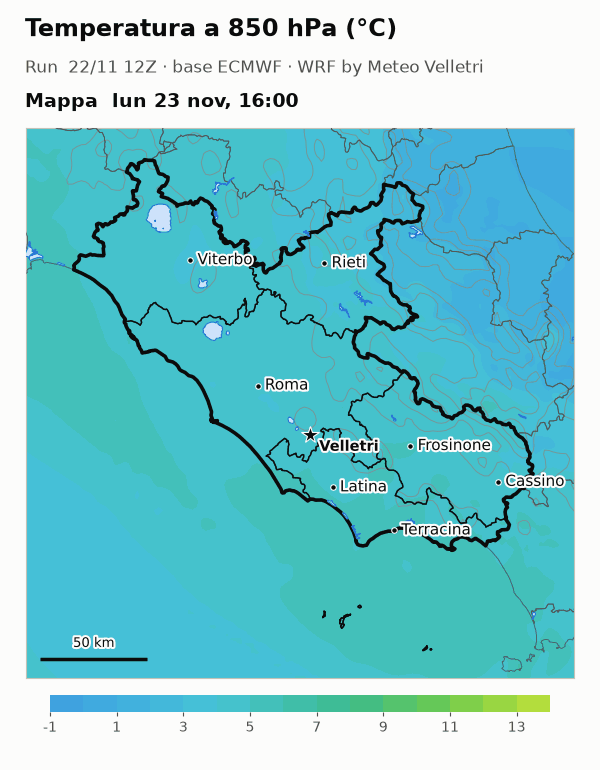 Temperatura a 850 hPa (°C)
Run  22/11 12Z · base ECMWF · WRF by Meteo Velletri
Mappa  lun 23 nov, 16:00
Viterbo
Rieti
Roma
Velletri
Frosinone
Latina
Cassino
Terracina
50 km
-1 1 3 5 7 9 11 13